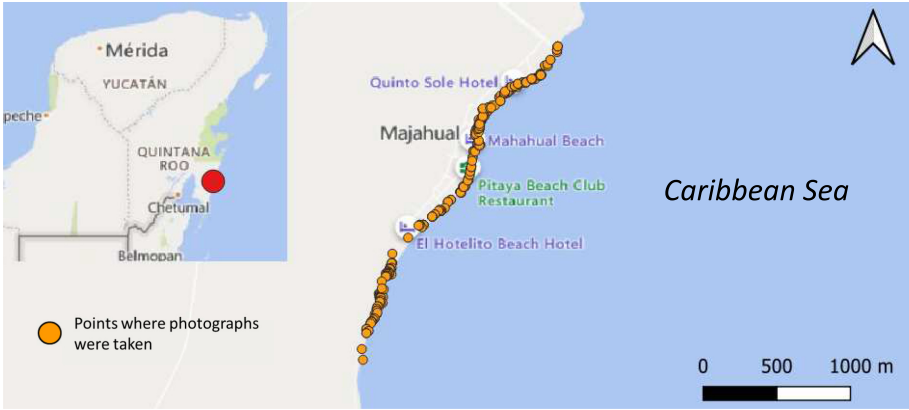 Mérida
YUCATÁN
peche
QUINTANA
ROO
Chetumal
Belmopan
Quinto Sole Hotel
Majahual
Mahahual Beach
Pitaya Beach Club
Restaurant
El Hotelito Beach Hotel
Caribbean Sea
Points where photographs
were taken
0 500 1000 m